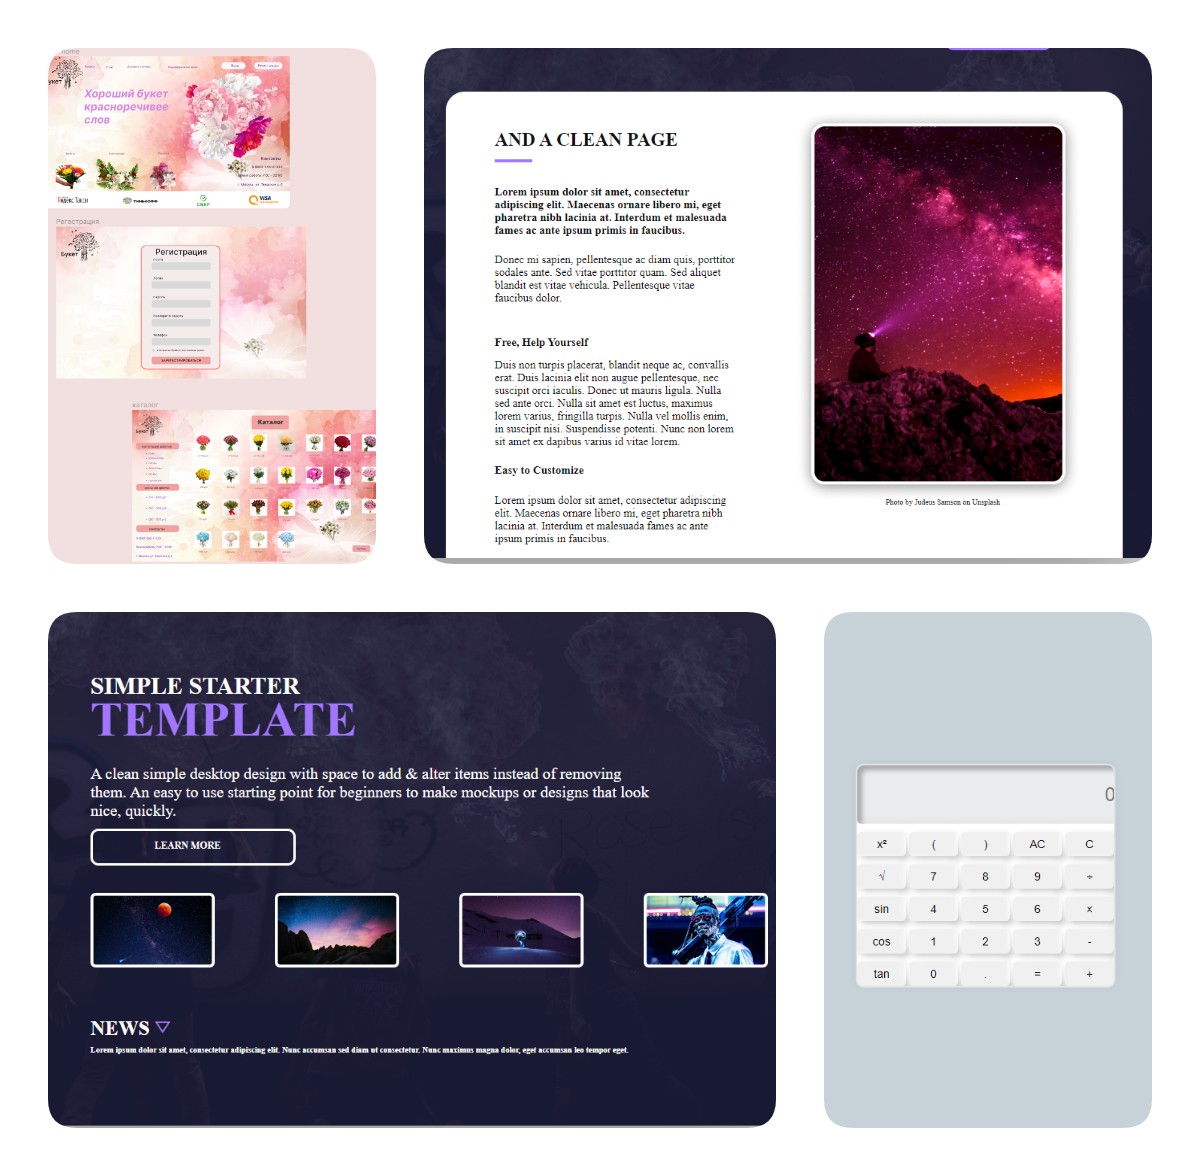 home
Букет
Хороший букет
красноречивее
слов
Контакты
ЯНДЕКС ТАКСИ
ТИНЬКОФФ
СБЕР
VISA
Регистрация
Букет
Регистрация
ЗАРЕГЕСТРИРОВАТЬСЯ
каталог
Букет
Каталог
AND A CLEAN PAGE
Lorem ipsum dolor sit amet, consectetur
adipiscing elit. Maecenas ornare libero mi, eget
pharetra nibh lacinia at. Interdum et malesuada
fames ac ante ipsum primis in faucibus.
Donec mi sapien, pellentesque ac diam quis, porttitor
sodales ante. Sed vitae porttitor quam. Sed aliquet
blandit est vitae vehicula. Pellentesque vitae
faucibus dolor.
Free, Help Yourself
Duis non turpis placerat, blandit neque ac, convallis
erat. Duis lacinia elit non augue pellentesque, nec
suscipit orci iaculis. Donec ut mauris ligula. Nulla
sed ante orci. Nulla sit amet est luctus, maximus
lorem varius, fringilla turpis. Nulla vel mollis enim,
in suscipit nisi. Suspendisse potenti. Nunc non lorem
sit amet ex dapibus varius id vitae lorem.
Easy to Customize
Lorem ipsum dolor sit amet, consectetur adipiscing
elit. Maecenas ornare libero mi, eget pharetra nibh
lacinia at. Interdum et malesuada fames ac ante
ipsum primis in faucibus.
Photo by Judeus Samson on Unsplash
SIMPLE STARTER
TEMPLATE
A clean simple desktop design with space to add & alter items instead of removing
them. An easy to use starting point for beginners to make mockups or designs that look
nice, quickly.
LEARN MORE
NEWS
Lorem ipsum dolor sit amet, consectetur adipiscing elit. Nunc accumsan sed diam ut consectetur. Nunc maximus magna dolor, eget accumsan leo tempor eget.
0
x² ( ) AC C
√ 7 8 9 ÷
sin 4 5 6 ×
cos 1 2 3 -
tan 0 . = +